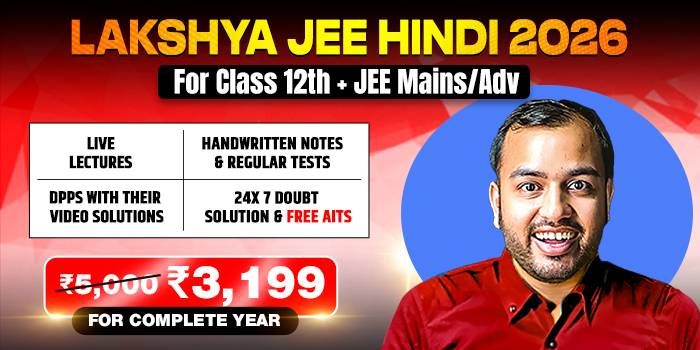 LAKSHYA JEE HINDI 2026
For Class 12th + JEE Mains/Adv
LIVE
LECTURES
HANDWRITTEN NOTES
& REGULAR TESTS
DPPS WITH THEIR
VIDEO SOLUTIONS
24X 7 DOUBT
SOLUTION & FREE AITS
₹5,000 ₹3,199
FOR COMPLETE YEAR